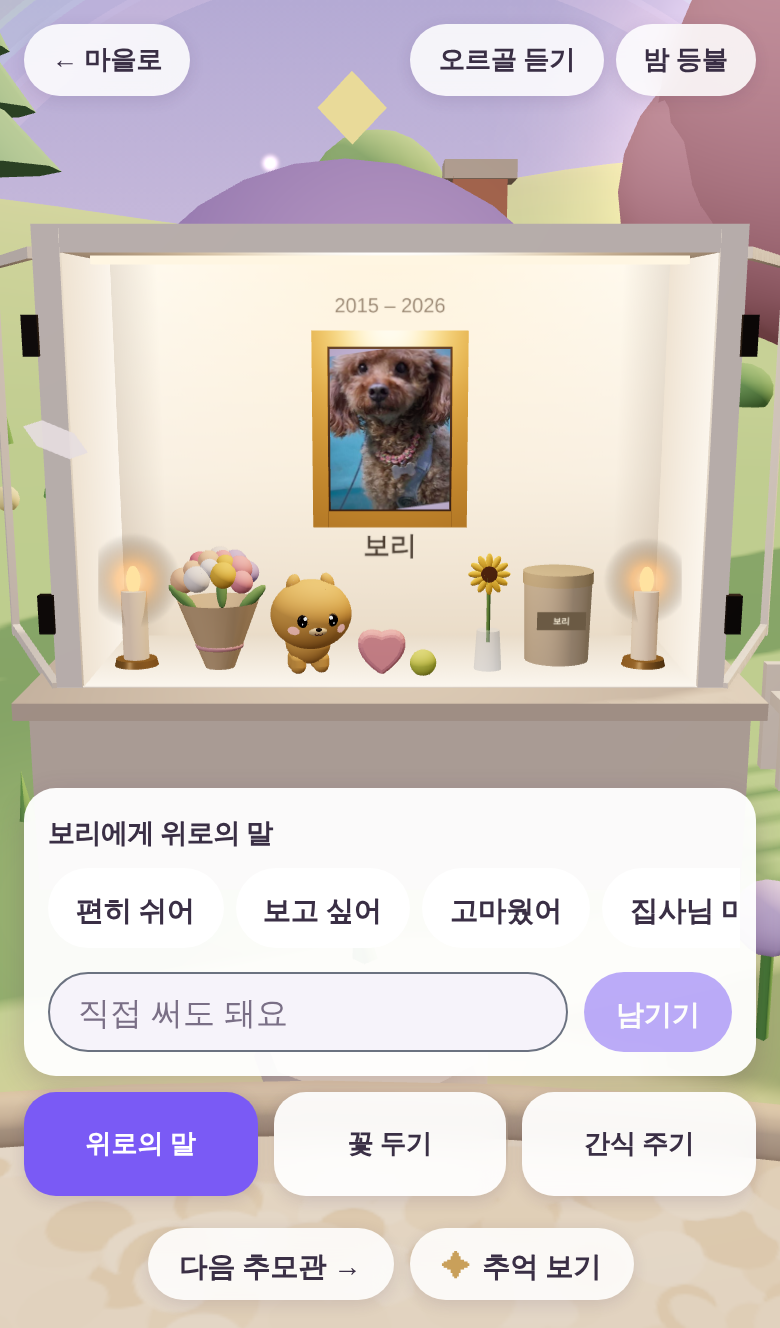 ← 마을로
오르골 듣기
밤 등불
2015 – 2026
보리
보리
보리에게 위로의 말
편히 쉬어
보고 싶어
고마웠어
집사님
직접 써도 돼요
남기기
위로의 말
꽃 두기
간식 주기
다음 추모관 →
추억 보기